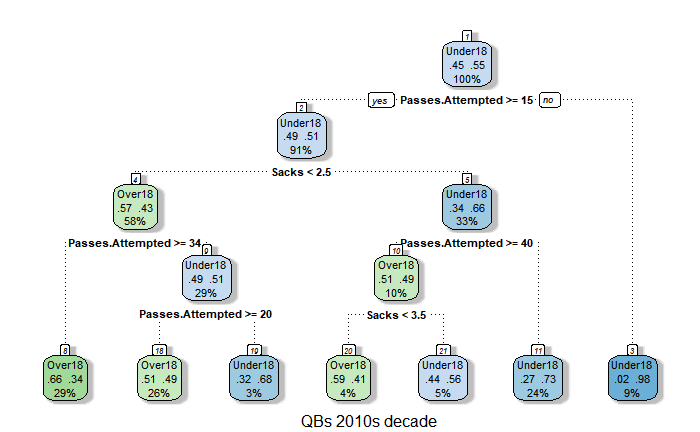 1
Under18
.45 .55
100%
yes Passes.Attempted >= 15 no
2
Under18
.49 .51
91%
Sacks < 2.5
4
Over18
.57 .43
58%
5
Under18
.34 .66
33%
Passes.Attempted >= 34
Passes.Attempted >= 40
9
Under18
.49 .51
29%
10
Over18
.51 .49
10%
Passes.Attempted >= 20
Sacks < 3.5
8
Over18
.66 .34
29%
18
Over18
.51 .49
26%
19
Under18
.32 .68
3%
20
Over18
.59 .41
4%
21
Under18
.44 .56
5%
11
Under18
.27 .73
24%
3
Under18
.02 .98
9%
QBs 2010s decade